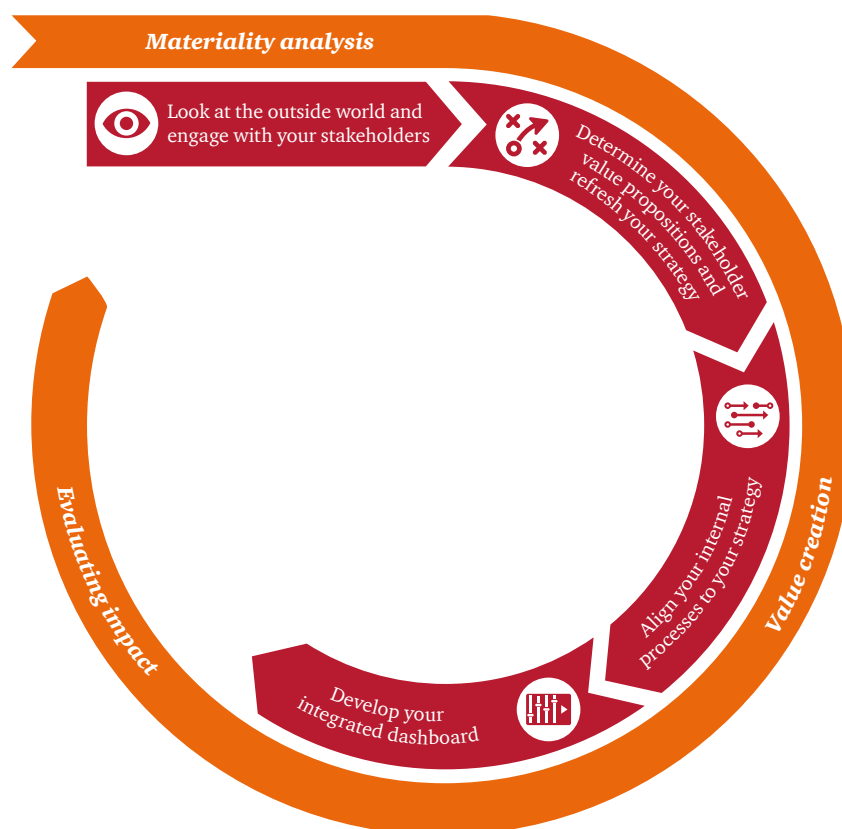 Materiality analysis
Look at the outside world and
engage with your stakeholders
Determine your stakeholder
value propositions and
refresh your strategy
Align your internal
processes to your strategy
Value creation
Develop your
integrated dashboard
Evaluating impact